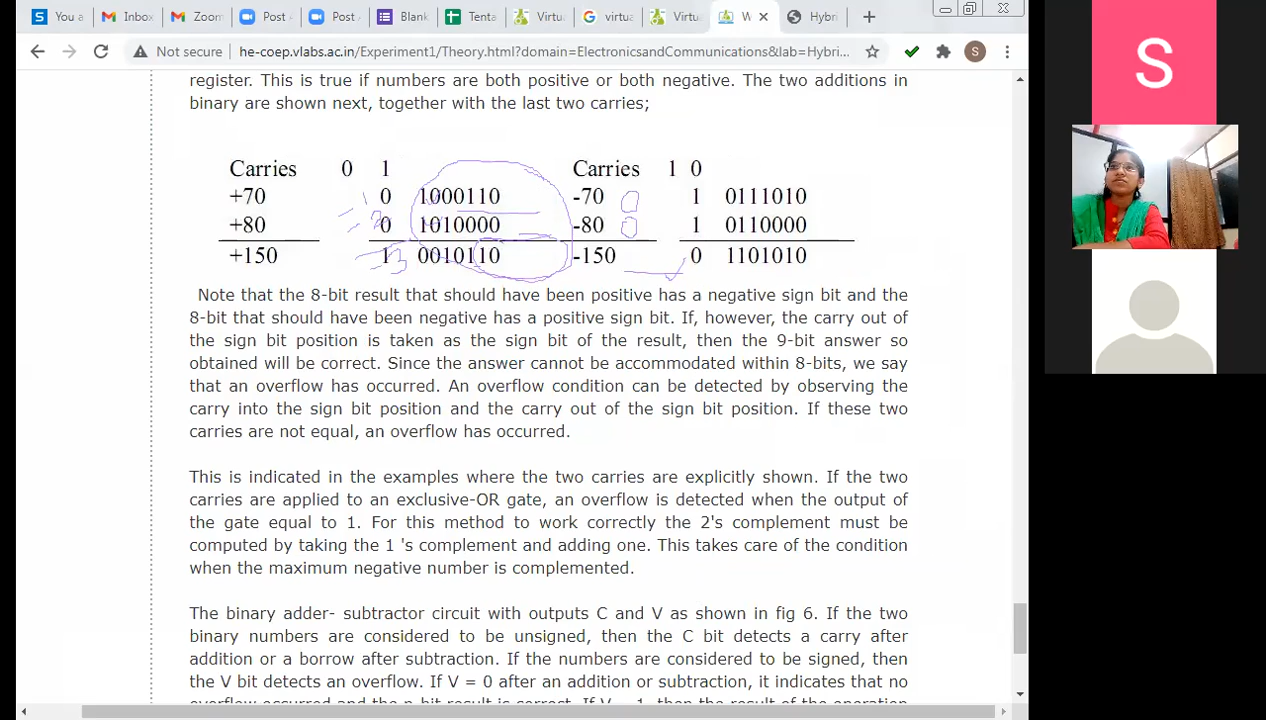 You a
Inbox
Zoom
Post
Post
Blank
Tenta
Virtu
virtua
Virtu
W
Hybri
Not secure
he-coep.vlabs.ac.in/Experiment1/Theory.html?domain=ElectronicsandCommunications&lab=Hybri...
S
S
register. This is true if numbers are both positive or both negative. The two additions in
binary are shown next, together with the last two carries;
Carries 0 1 Carries 1 0
+70 0 1000110 -70 1 0111010
+80 0 1010000 -80 1 0110000
+150 1 0010110 -150 0 1101010
Note that the 8-bit result that should have been positive has a negative sign bit and the
8-bit that should have been negative has a positive sign bit. If, however, the carry out of
the sign bit position is taken as the sign bit of the result, then the 9-bit answer so
obtained will be correct. Since the answer cannot be accommodated within 8-bits, we say
that an overflow has occurred. An overflow condition can be detected by observing the
carry into the sign bit position and the carry out of the sign bit position. If these two
carries are not equal, an overflow has occurred.
This is indicated in the examples where the two carries are explicitly shown. If the two
carries are applied to an exclusive-OR gate, an overflow is detected when the output of
the gate equal to 1. For this method to work correctly the 2's complement must be
computed by taking the 1 's complement and adding one. This takes care of the condition
when the maximum negative number is complemented.
The binary adder- subtractor circuit with outputs C and V as shown in fig 6. If the two
binary numbers are considered to be unsigned, then the C bit detects a carry after
addition or a borrow after subtraction. If the numbers are considered to be signed, then
the V bit detects an overflow. If V = 0 after an addition or subtraction, it indicates that no